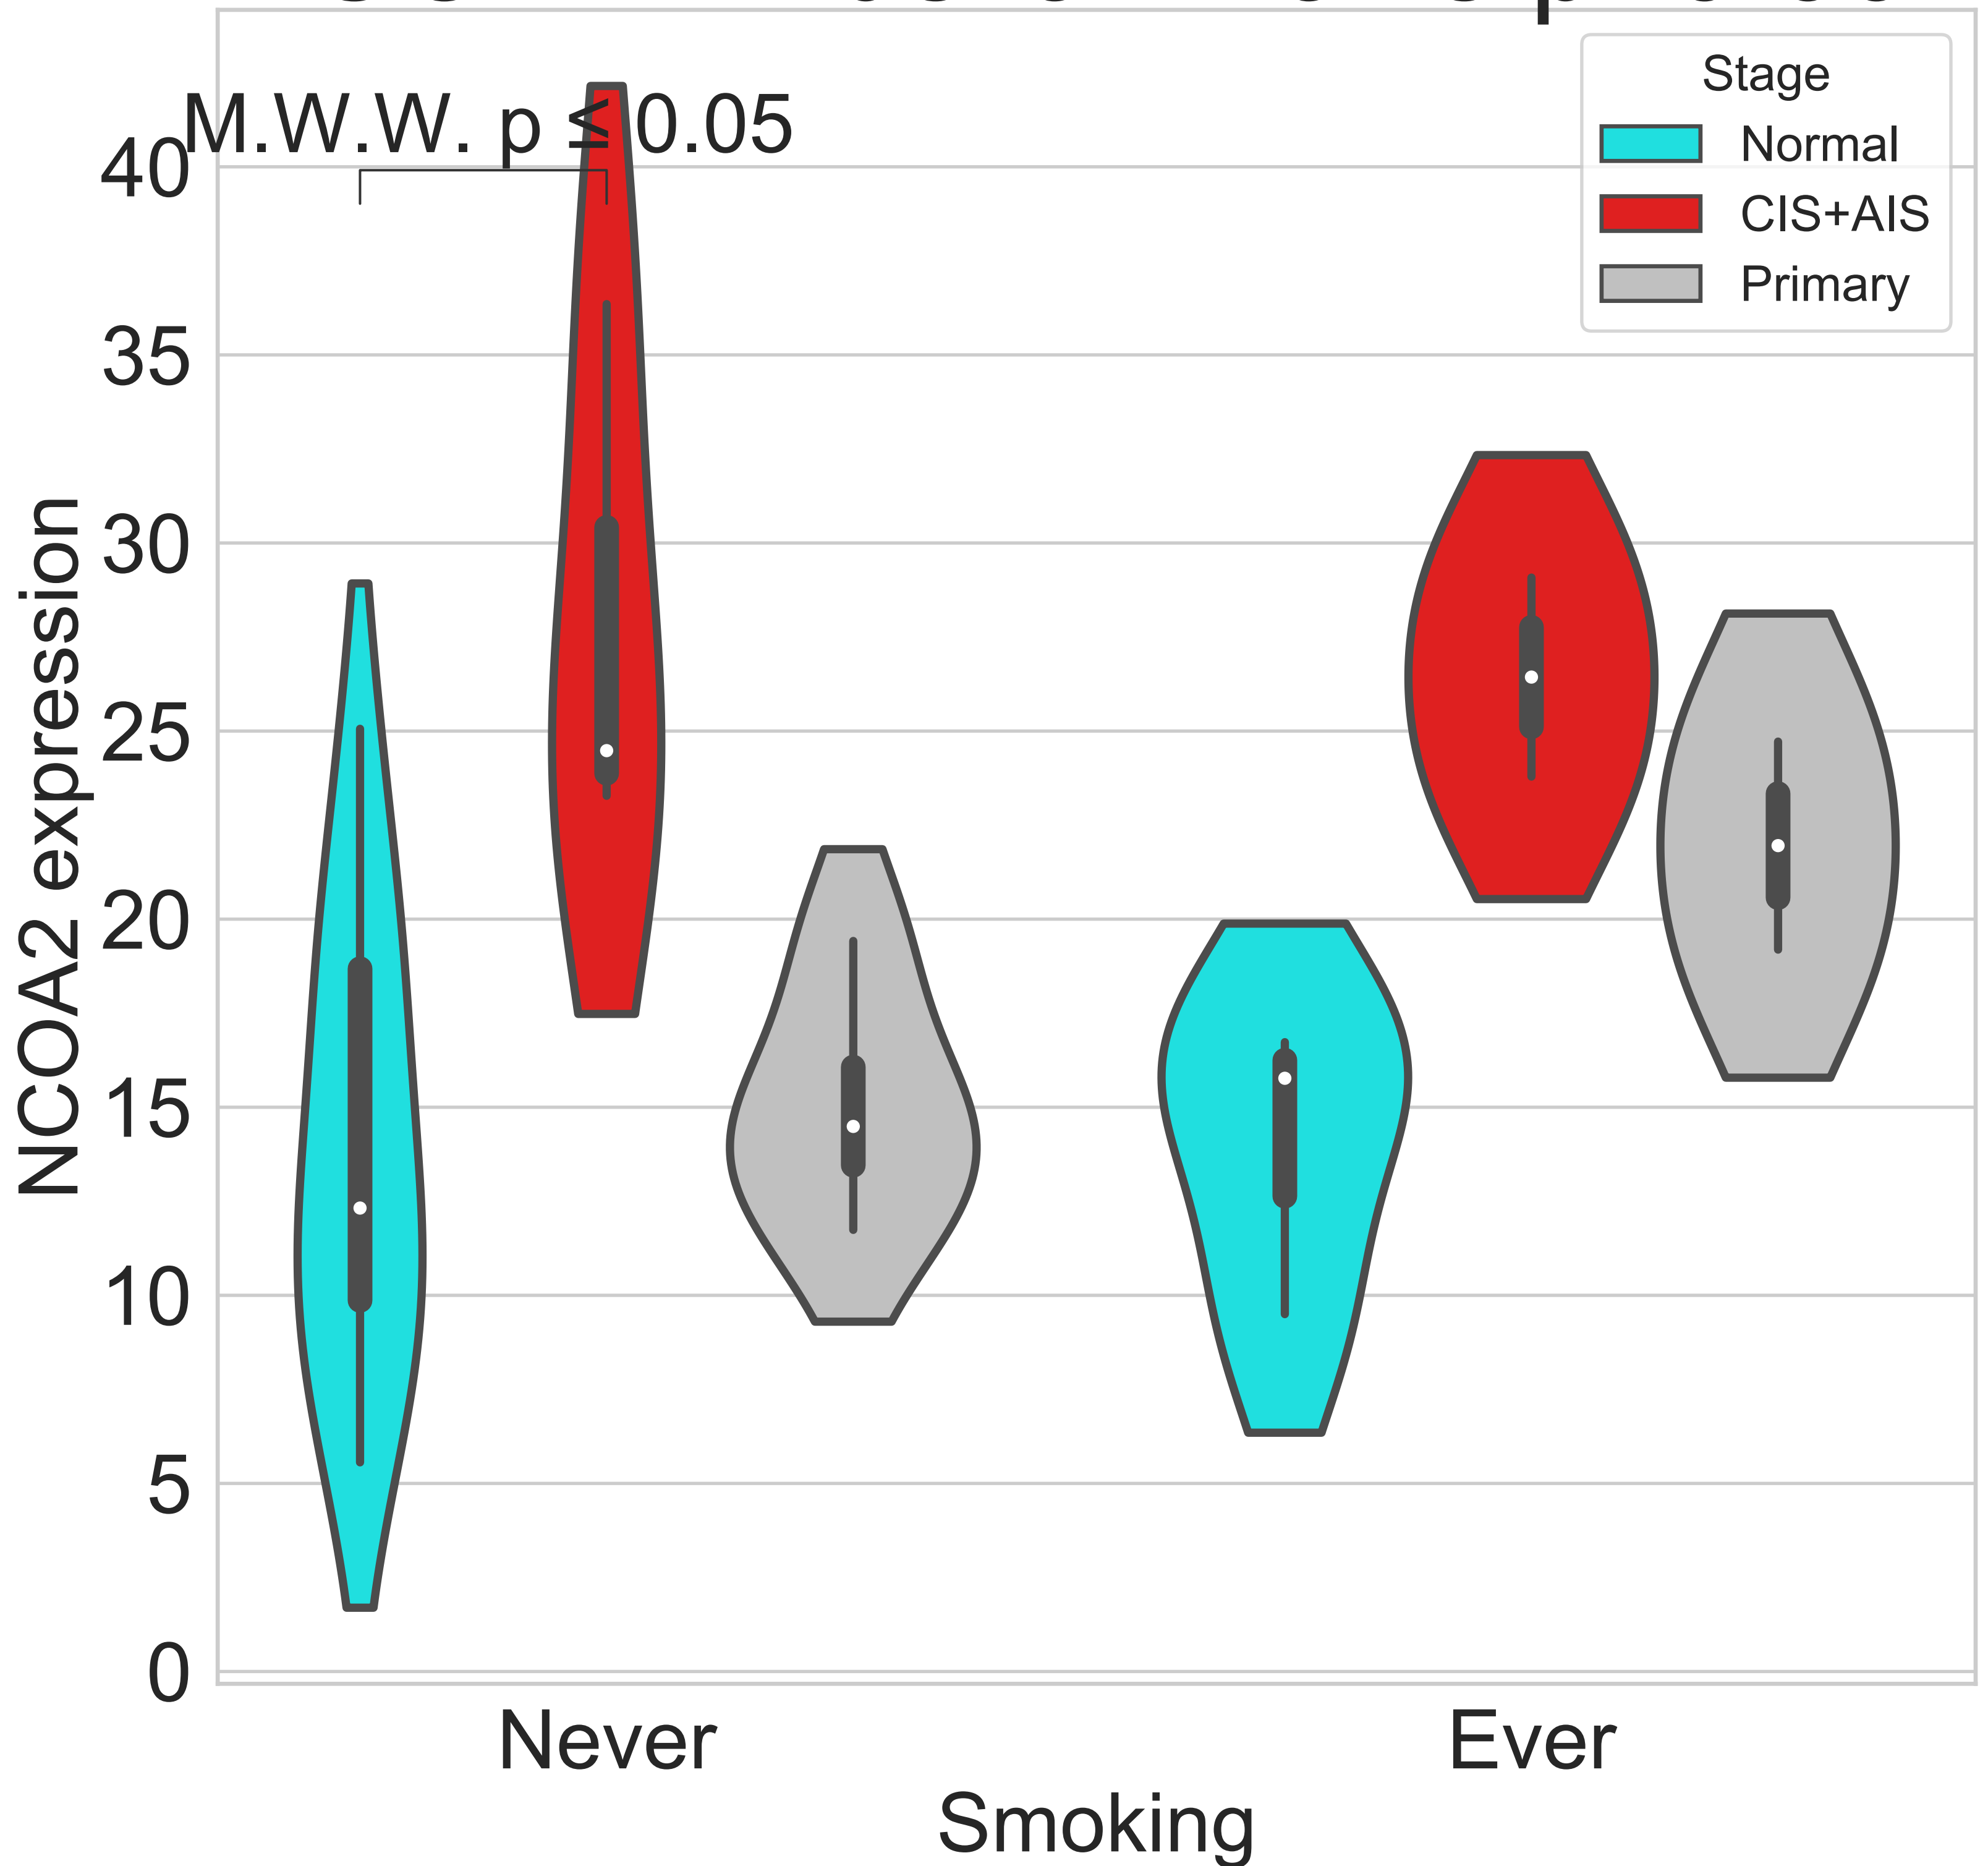 M.W.W. p ≤ 0.05
Stage
Normal
CIS+AIS
Primary
40
35
30
25
20
15
10
5
0
NCOA2 expression
Never
Ever
Smoking